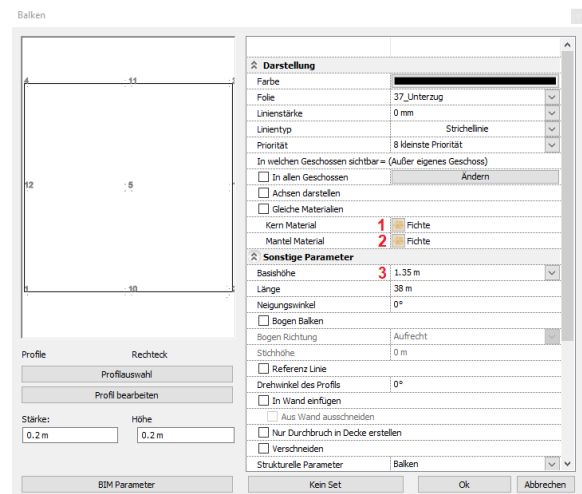 Balken
4 11
12 5
1 10
Profile Rechteck
Profilauswahl
Profil bearbeiten
Stärke: Höhe
0.2 m 0.2 m
BIM Parameter
Darstellung
Farbe
Folie 37_Unterzug
Linienstärke 0 mm
Linientyp Strichellinie
Priorität 8 kleinste Priorität
In welchen Geschossen sichtbar= (Außer eigenes Geschoss)
In allen Geschossen Ändern
Achsen darstellen
Gleiche Materialien
Kern Material 1 Fichte
Mantel Material 2 Fichte
Sonstige Parameter
Basishöhe 3 1.35 m
Länge 38 m
Neigungswinkel 0°
Bogen Balken
Bogen Richtung Aufrecht
Stichhöhe 0 m
Referenz Linie
Drehwinkel des Profils 0°
In Wand einfügen
Aus Wand ausschneiden
Nur Durchbruch in Decke erstellen
Verschneiden
Strukturelle Parameter Balken
Kein Set Ok Abbrechen